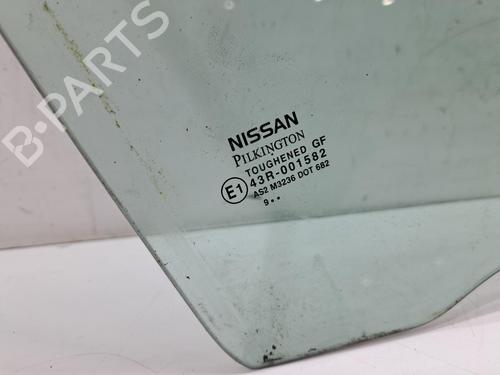 B-PARTS
NISSAN
PILKINGTON
TOUGHENED GF
E1 43R-001582
AS2 M3236 DOT 682
9••